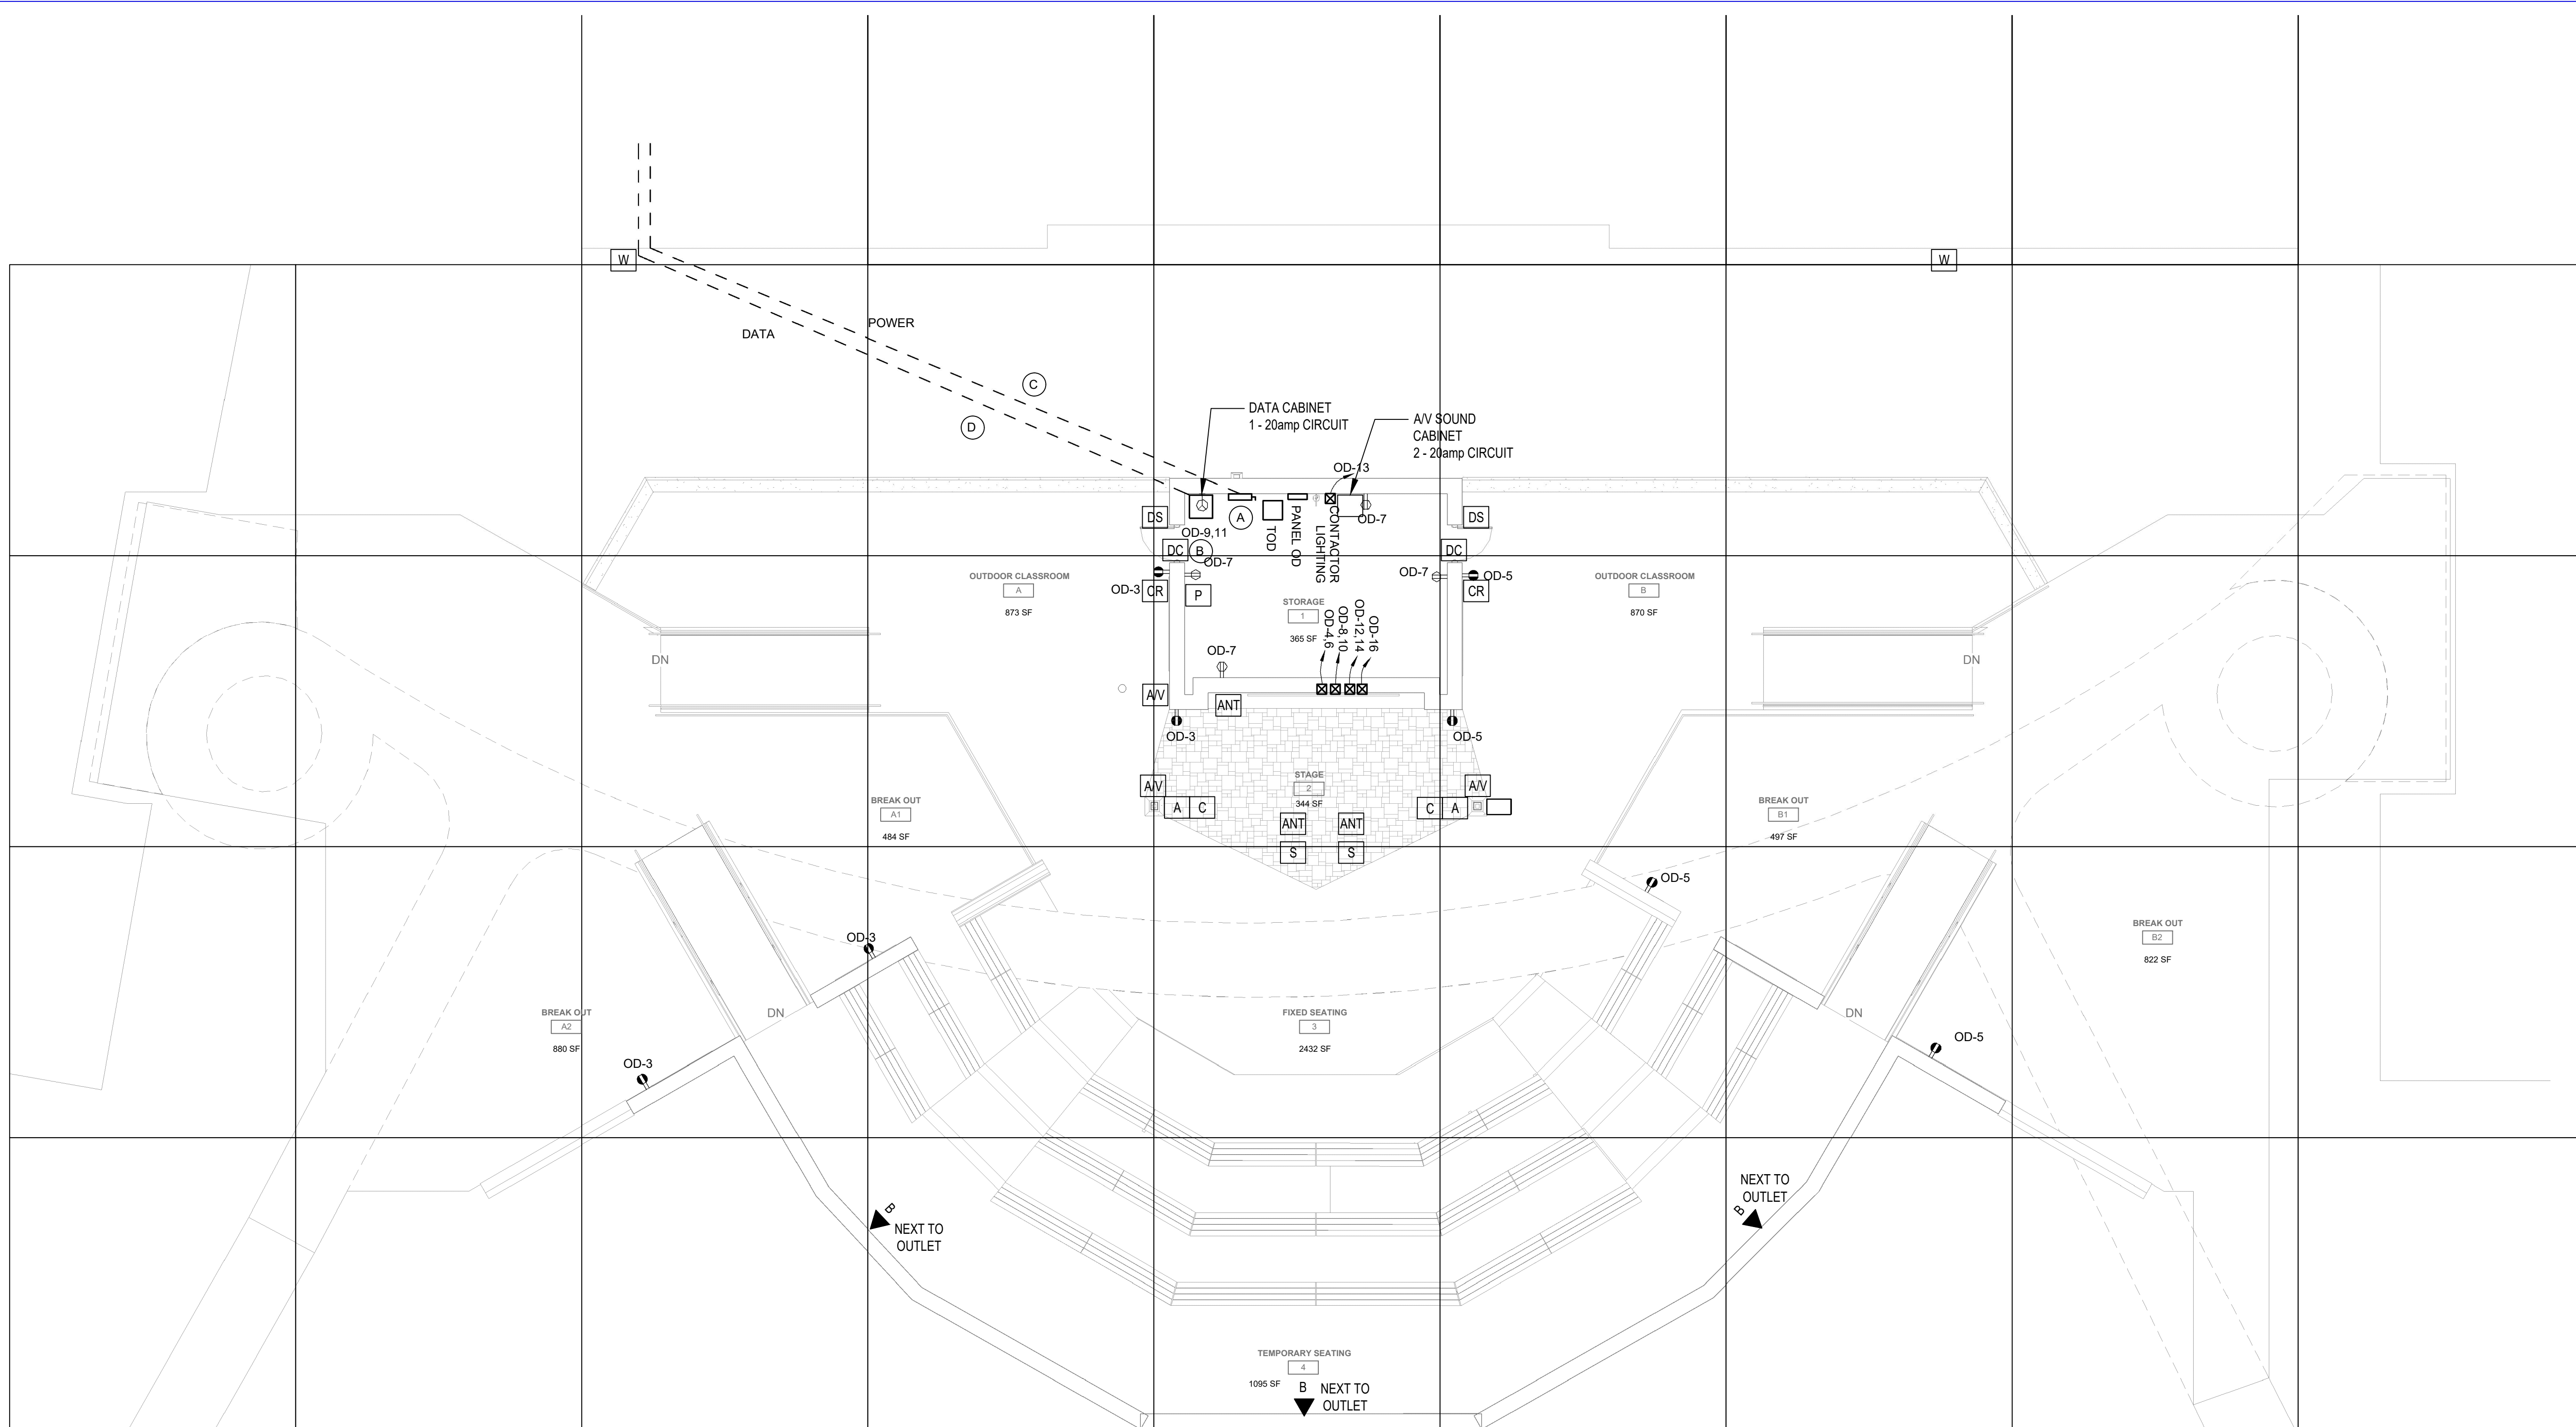 W
W
POWER
DATA
C
D
DATA CABINET
1 - 20amp CIRCUIT
A/V SOUND
CABINET
2 - 20amp CIRCUIT
OD-13
DS
A
TOD
PANEL OD
LIGHTING
CONTACTOR
OD-7
DS
OD-9,11
DC
B
OD-7
DC
OD-7
OD-5
OD-3
CR
P
CR
OUTDOOR CLASSROOM
A
873 SF
STORAGE
1
365 SF
OUTDOOR CLASSROOM
B
870 SF
OD-4,6
OD-8,10
OD-12,14
OD-16
OD-7
DN
DN
A/V
ANT
OD-3
OD-5
STAGE
2
344 SF
A/V
A
C
A/V
C
A
BREAK OUT
A1
484 SF
BREAK OUT
B1
497 SF
ANT
ANT
S
S
OD-5
OD-3
BREAK OUT
B2
822 SF
BREAK OUT
A2
880 SF
DN
FIXED SEATING
3
2432 SF
DN
OD-5
OD-3
B
NEXT TO
OUTLET
NEXT TO
OUTLET
B
TEMPORARY SEATING
4
1095 SF
B
NEXT TO
OUTLET